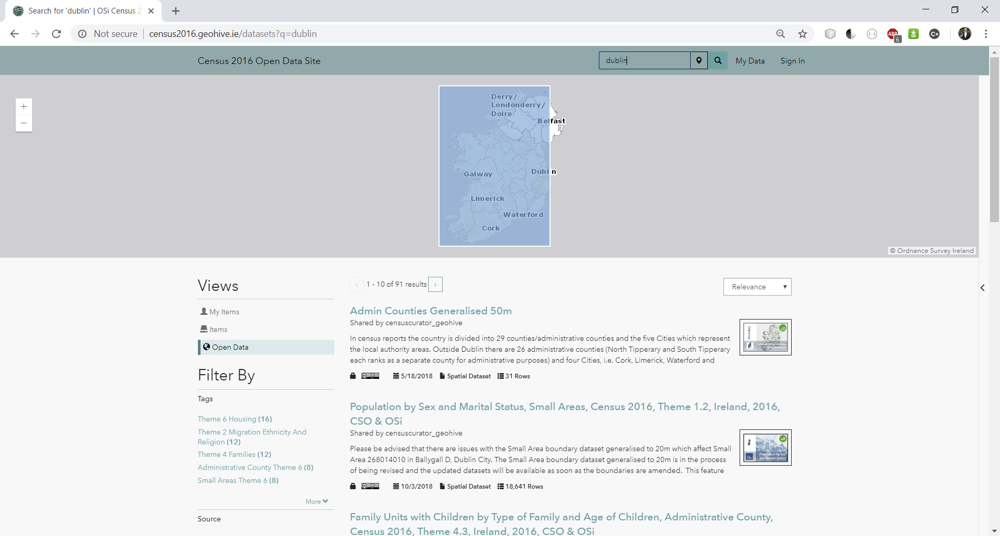 Search for 'dublin' | OSi Census 2
Not secure
census2016.geohive.ie/datasets?q=dublin
ABP
6
C+
Census 2016 Open Data Site
dublin
My Data
Sign In
+
−
Derry/
Londonderry/
Doire
Belfast
Galway
Dublin
Limerick
Waterford
Cork
© Ordnance Survey Ireland
Views
My Items
Items
Open Data
Filter By
Tags
Theme 6 Housing (16)
Theme 2 Migration Ethnicity And
Religion (12)
Theme 4 Families (12)
Administrative County Theme 6 (8)
Small Areas Theme 6 (8)
More
Source
‹ 1 - 10 of 91 results ›
Relevance
Admin Counties Generalised 50m
Shared by censuscurator_geohive
In census reports the country is divided into 29 counties/administrative counties and the five Cities which represent
the local authority areas. Outside Dublin there are 26 administrative counties (North Tipperary and South Tipperary
each ranks as a separate county for administrative purposes) and four Cities, i.e. Cork, Limerick, Waterford and
Boundary
all
5/18/2018 Spatial Dataset 31 Rows
Population by Sex and Marital Status, Small Areas, Census 2016, Theme 1.2, Ireland, 2016,
CSO & OSi
Shared by censuscurator_geohive
Please be advised that there are issues with the Small Area boundary dataset generalised to 20m which affect Small
Area 268014010 in Ballygall D, Dublin City. The Small Area boundary dataset generalised to 20m is in the process
of being revised and the updated datasets will be available as soon as the boundaries are amended. This feature
Map
all
Population by Sex
and Marital Status
10/3/2018 Spatial Dataset 18,641 Rows
Family Units with Children by Type of Family and Age of Children, Administrative County,
Census 2016, Theme 4.3, Ireland, 2016, CSO & OSi